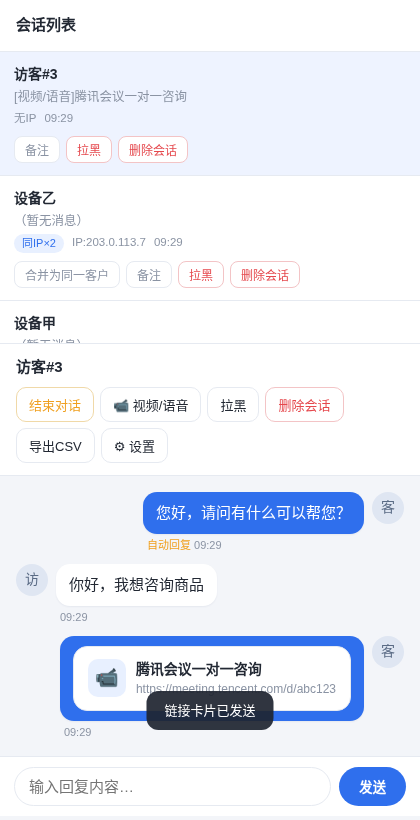 会话列表
访客#3
[视频/语音]腾讯会议一对一咨询
无IP 09:29
备注 拉黑 删除会话
设备乙
（暂无消息）
同IP×2 IP:203.0.113.7 09:29
合并为同一客户 备注 拉黑 删除会话
设备甲
（暂无消息）
访客#3
结束对话 视频/语音 拉黑 删除会话
导出CSV 设置
您好，请问有什么可以帮您？ 客
自动回复 09:29
访 你好，我想咨询商品
09:29
客
腾讯会议一对一咨询
https://meeting.tencent.com/d/abc123
链接卡片已发送
09:29
输入回复内容… 发送